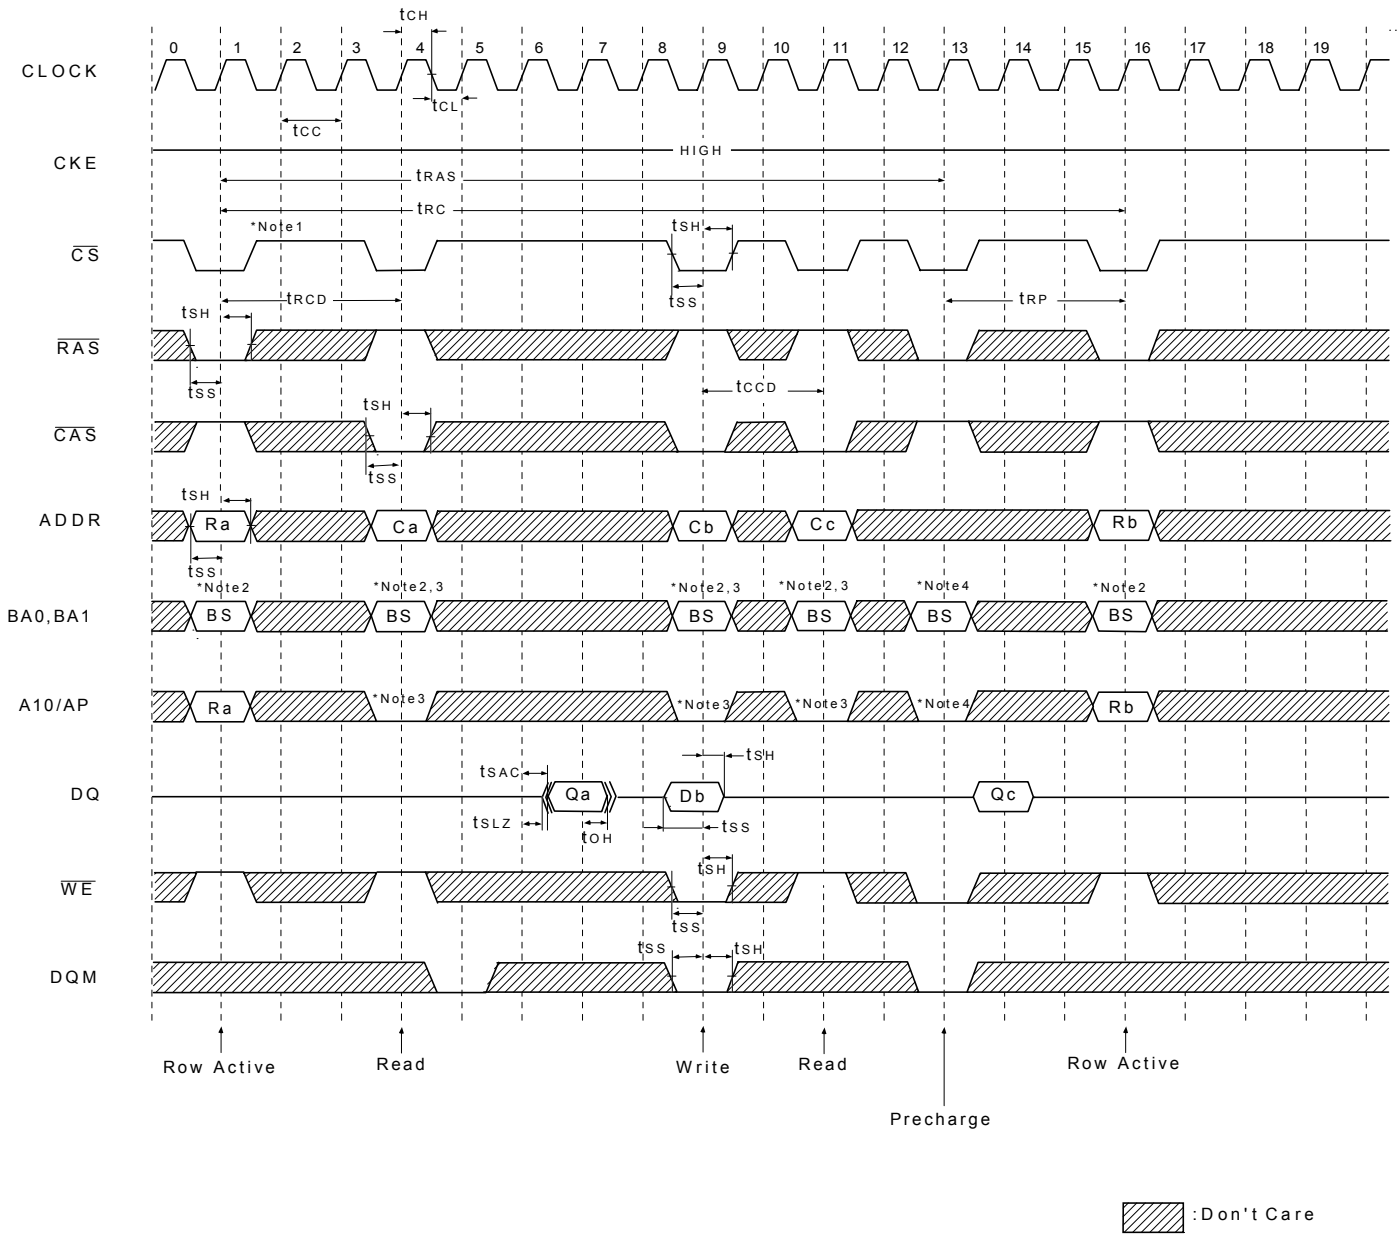 tCH
0 1 2 3 4 5 6 7 8 9 10 11 12 13 14 15 16 17 18 19
CLOCK
tCL
tCC
CKE
HIGH
tRAS
tRC
*Note1
tSH
CS
tSS
tRCD
tRP
tSH
RAS
tSS
tCCD
tSH
CAS
tSS
tSH
ADDR
Ra Ca Cb Cc Rb
tSS
*Note2 *Note2,3 *Note2,3 *Note2,3 *Note4 *Note2
BA0,BA1
BS BS BS BS BS BS
A10/AP
Ra *Note3 *Note3 *Note3 *Note4 Rb
tSH
tSAC
DQ
Qa Db Qc
tSLZ
tOH
tSS
tSH
WE
tSS
tSS tSH
DQM
Row Active Read Write Read Row Active
Precharge
:Don't Care